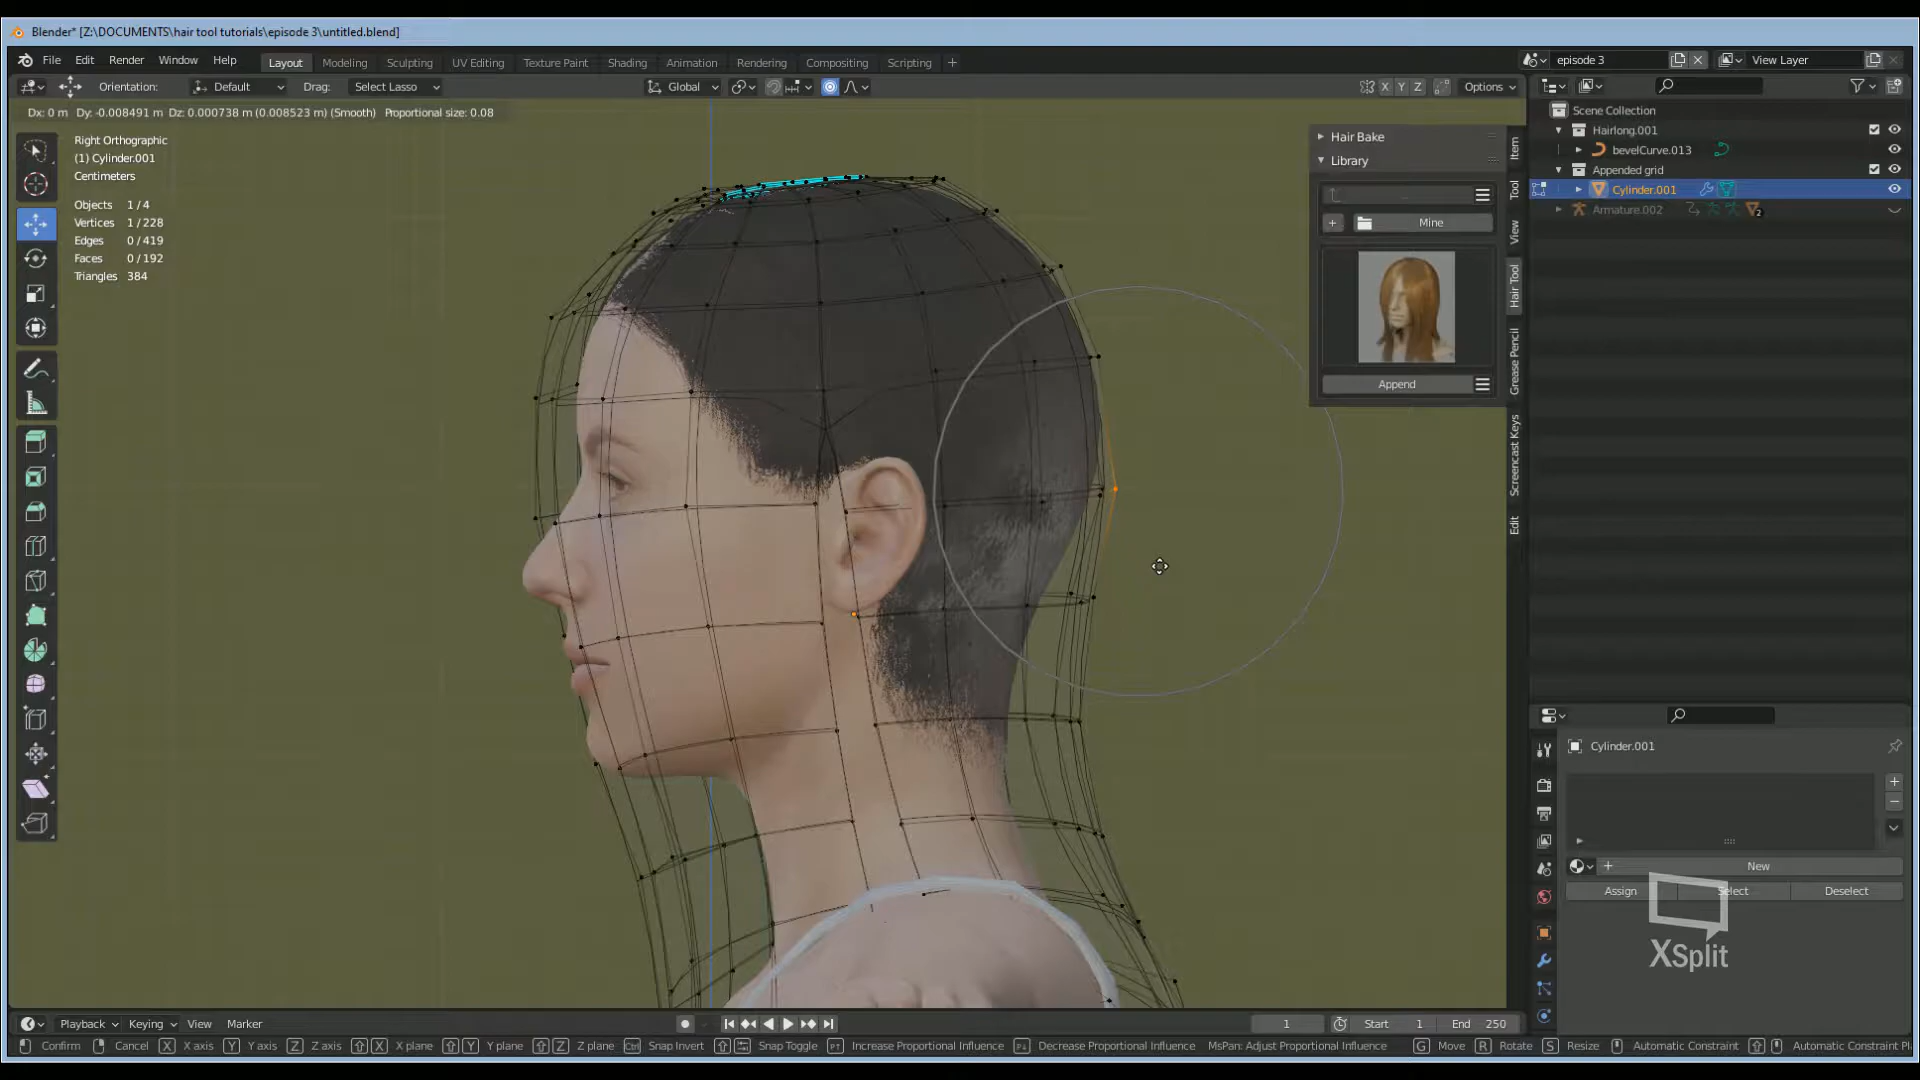 Blender* [Z:\DOCUMENTS\hair tool tutorials\episode 3\untitled.blend]
File Edit Render Window Help Layout Modeling Sculpting UV Editing Texture Paint Shading Animation Rendering Compositing Scripting + episode 3 View Layer
Orientation: Default Drag: Select Lasso Global X Y Z Options
Dx: 0 m Dy: -0.008491 m Dz: 0.000738 m (0.008523 m) (Smooth) Proportional size: 0.08
Right Orthographic
(1) Cylinder.001
Centimeters
Objects 1 / 4
Vertices 1 / 228
Edges 0 / 419
Faces 0 / 192
Triangles 384
Hair Bake
Library
Mine
Append
Item
Tool
View
Hair Tool
Grease Pencil
Screencast Keys
Edit
Scene Collection
Hairlong.001
bevelCurve.013
Appended grid
Cylinder.001
Armature.002
2
Cylinder.001
New
Assign Select Deselect
XSplit
Playback Keying View Marker 1 Start 1 End 250
Confirm Cancel X X axis Y Y axis Z Z axis X X plane Y Y plane Z Z plane Ctrl Snap Invert Snap Toggle Increase Proportional Influence Decrease Proportional Influence MsPan: Adjust Proportional Influence G Move R Rotate S Resize Automatic Constraint Automatic Constraint Pl